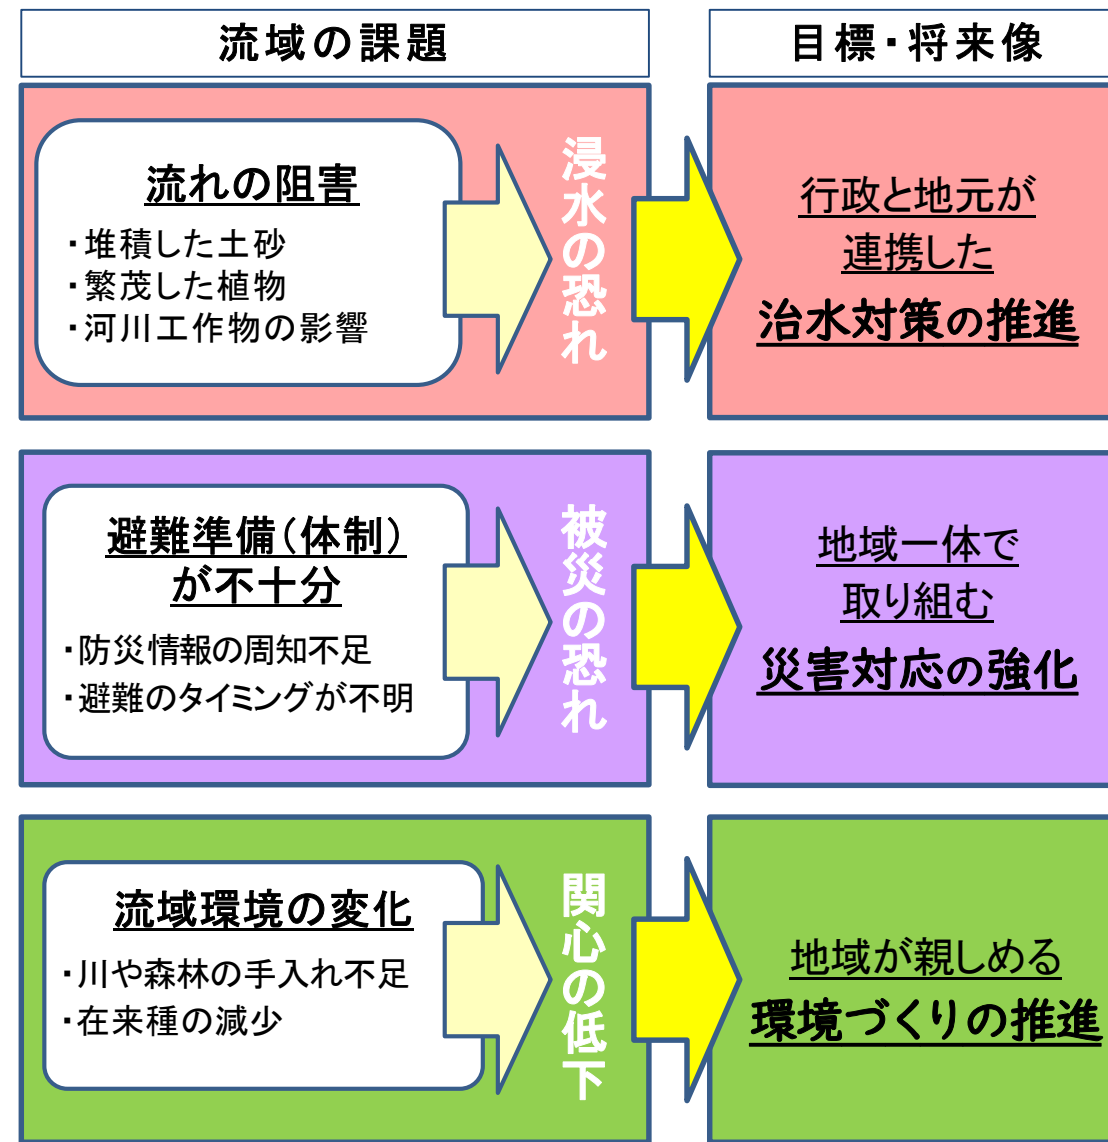 流域の課題
目標・将来像
流れの阻害
・堆積した土砂
・繁茂した植物
・河川工作物の影響
浸水の恐れ
行政と地元が
連携した
治水対策の推進
避難準備(体制)
が不十分
・防災情報の周知不足
・避難のタイミングが不明
被災の恐れ
地域一体で
取り組む
災害対応の強化
流域環境の変化
・川や森林の手入れ不足
・在来種の減少
関心の低下
地域が親しめる
環境づくりの推進